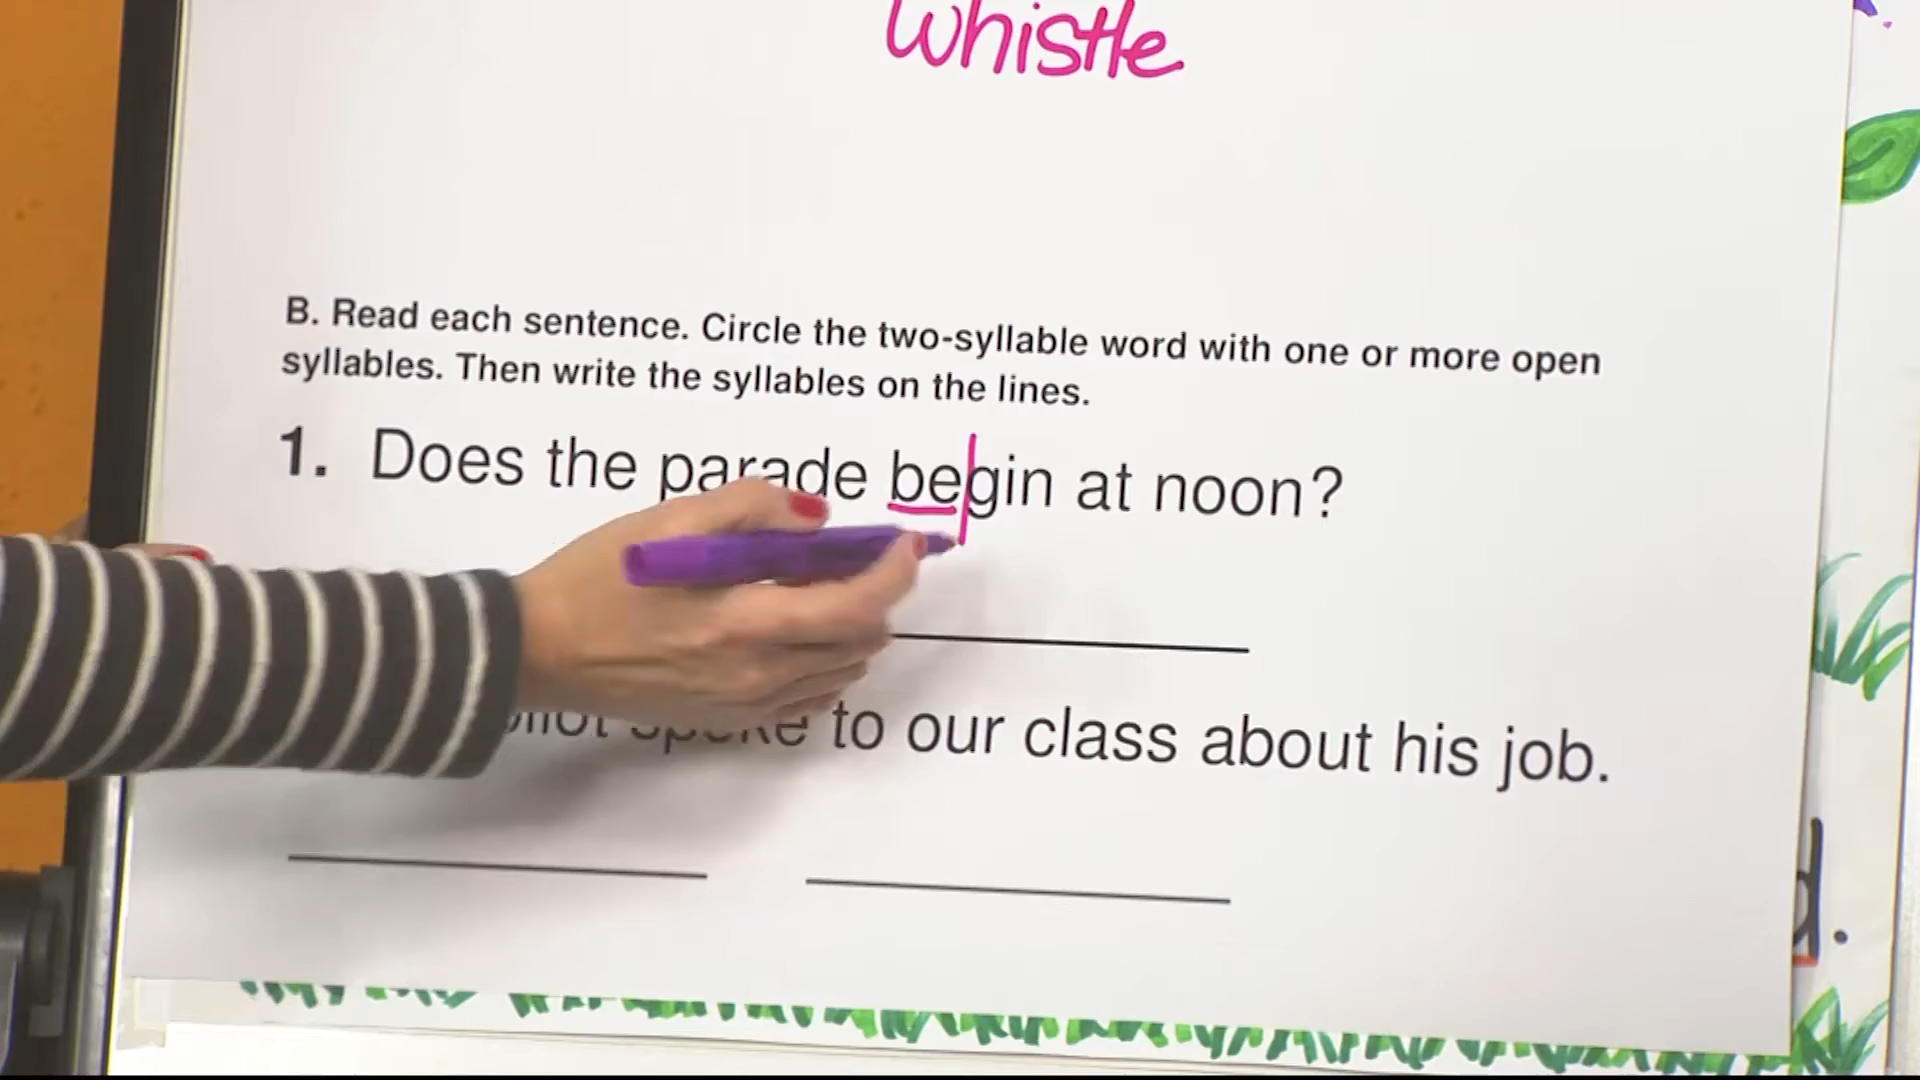 Whistle
B. Read each sentence. Circle the two-syllable word with one or more open
syllables. Then write the syllables on the lines.
1. Does the parade begin at noon?
spoke to our class about his job.
d.